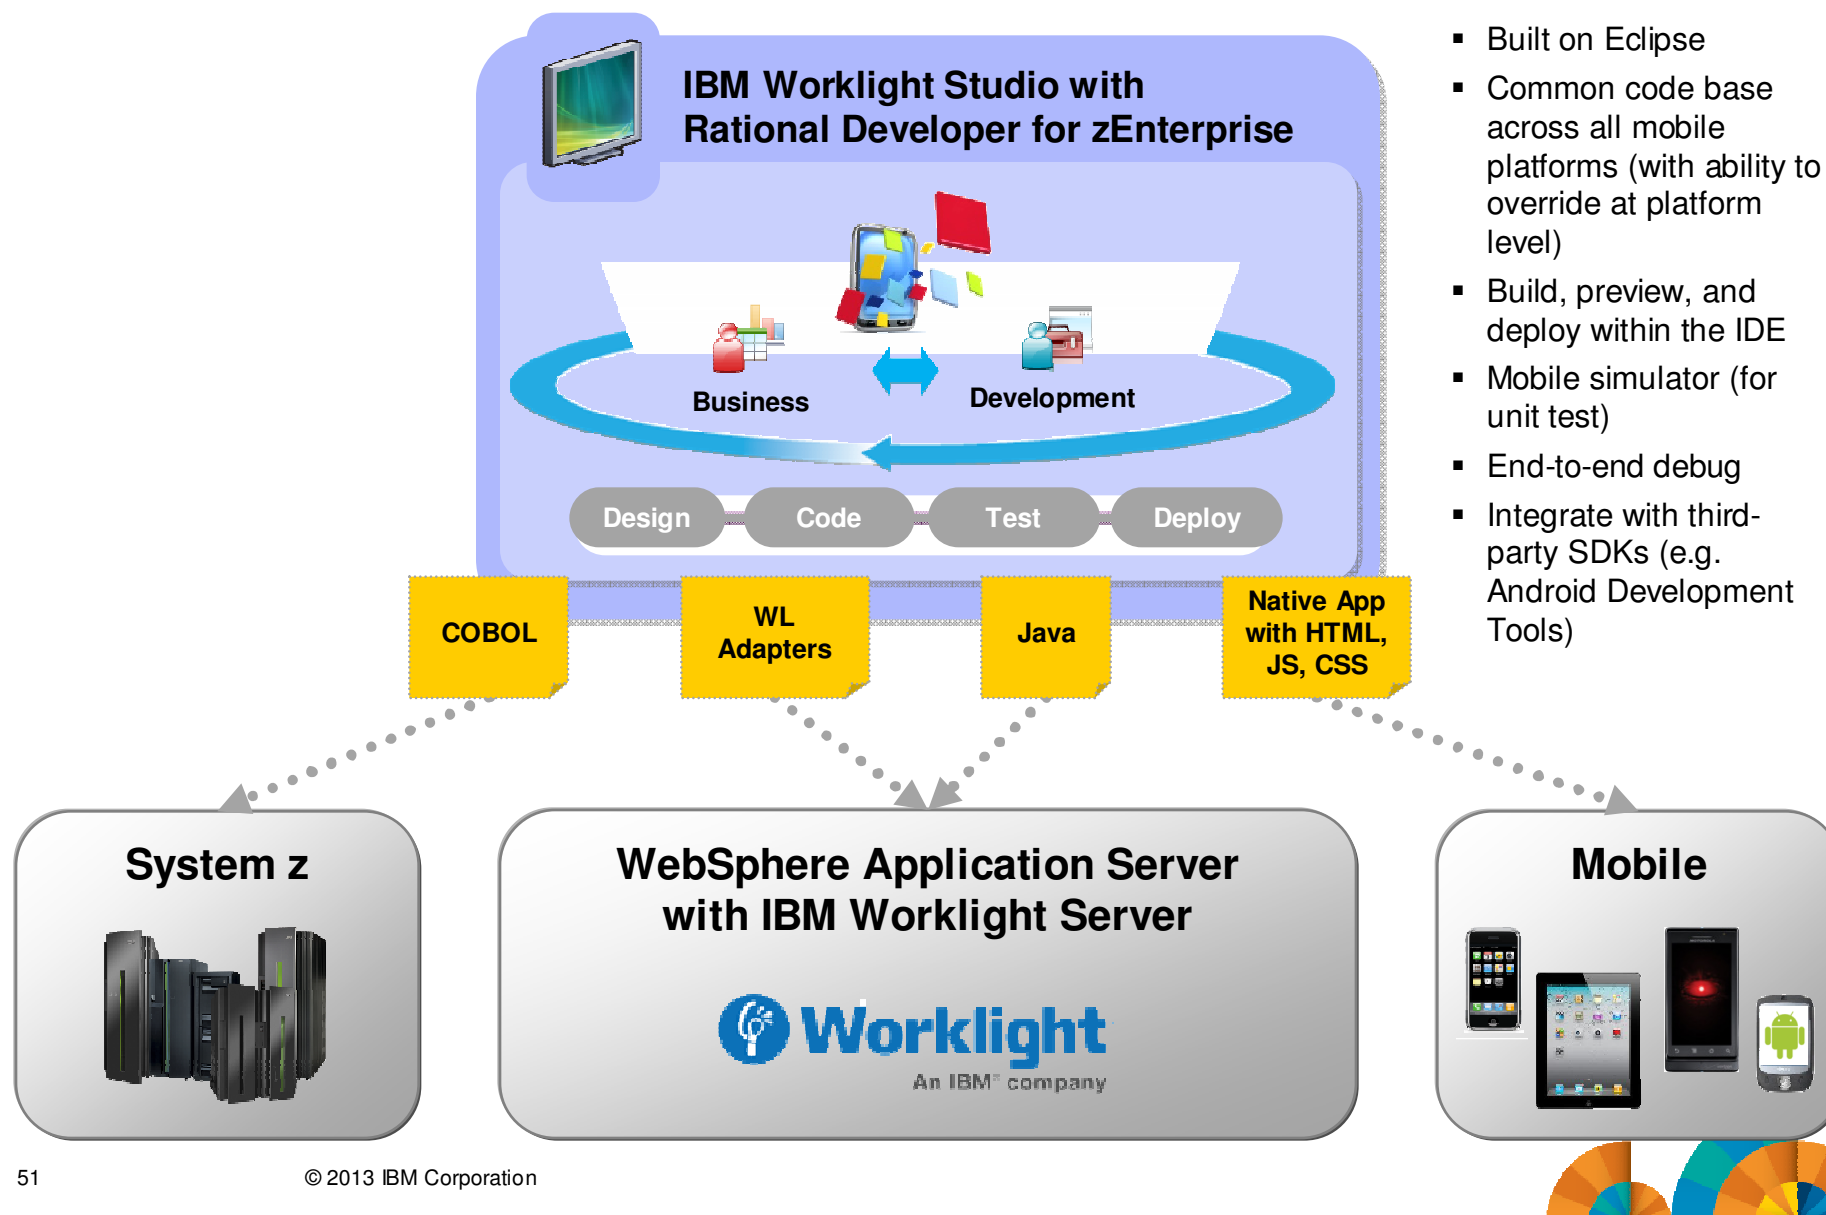 IBM Worklight Studio with
Rational Developer for zEnterprise
Business
Development
Design
Code
Test
Deploy
COBOL
WL
Adapters
Java
Native App
with HTML,
JS, CSS
▪ Built on Eclipse
▪ Common code base
across all mobile
platforms (with ability to
override at platform
level)
▪ Build, preview, and
deploy within the IDE
▪ Mobile simulator (for
unit test)
▪ End-to-end debug
▪ Integrate with third-
party SDKs (e.g.
Android Development
Tools)
System z
WebSphere Application Server
with IBM Worklight Server
Worklight
An IBM® company
Mobile
51
© 2013 IBM Corporation